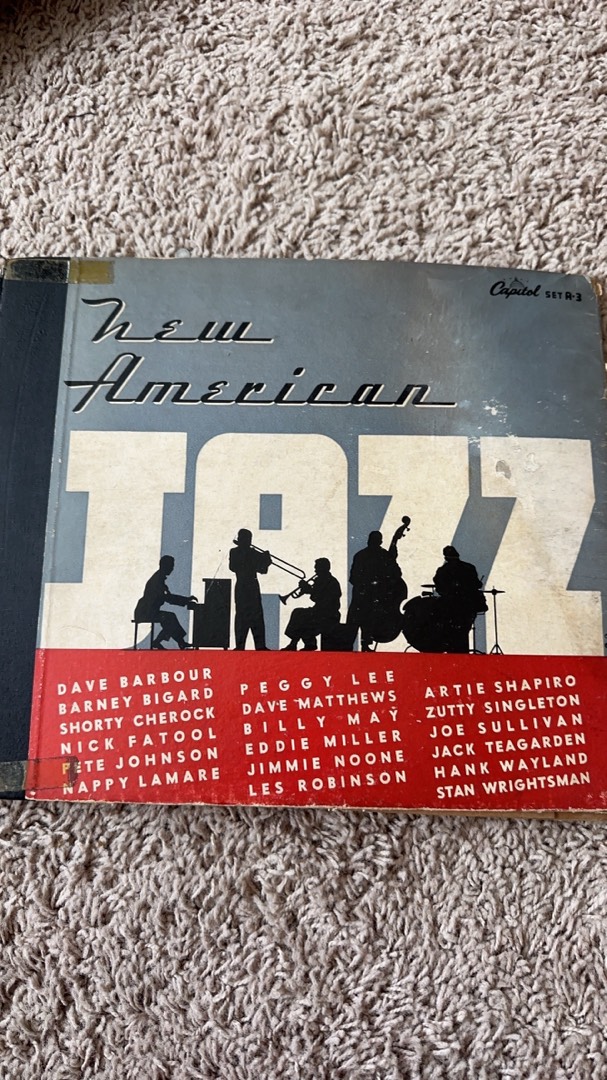 Capitol SET A-3
New
American
JAZZ
DAVE BARBOUR
BARNEY BIGARD
SHORTY CHEROCK
NICK FATOOL
PETE JOHNSON
NAPPY LAMARE
PEGGY LEE
DAVE MATTHEWS
BILLY MAY
EDDIE MILLER
JIMMIE NOONE
LES ROBINSON
ARTIE SHAPIRO
ZUTTY SINGLETON
JOE SULLIVAN
JACK TEAGARDEN
HANK WAYLAND
STAN WRIGHTSMAN